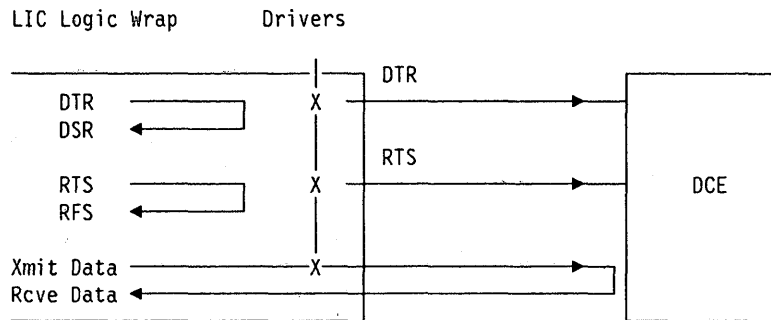 LIC Logic Wrap Drivers
DTR
DTR X
DSR
RTS
RTS X DCE
RFS
Xmit Data X
Rcve Data